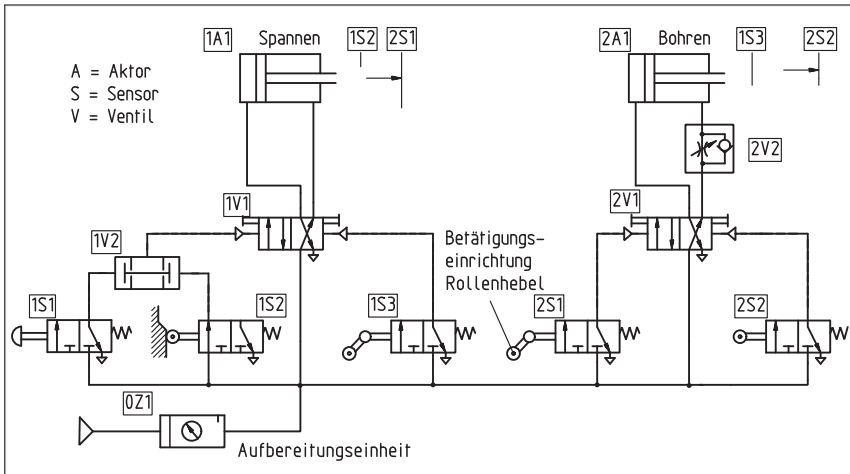 1A1 Spannen 1S2 2S1 2A1 Bohren 1S3 2S2
A = Aktor
S = Sensor
V = Ventil
2V2
1V1 2V1
1V2
Betätigungs-
einrichtung
Rollenhebel
1S1 1S2 1S3 2S1 2S2
0Z1
Aufbereitungseinheit